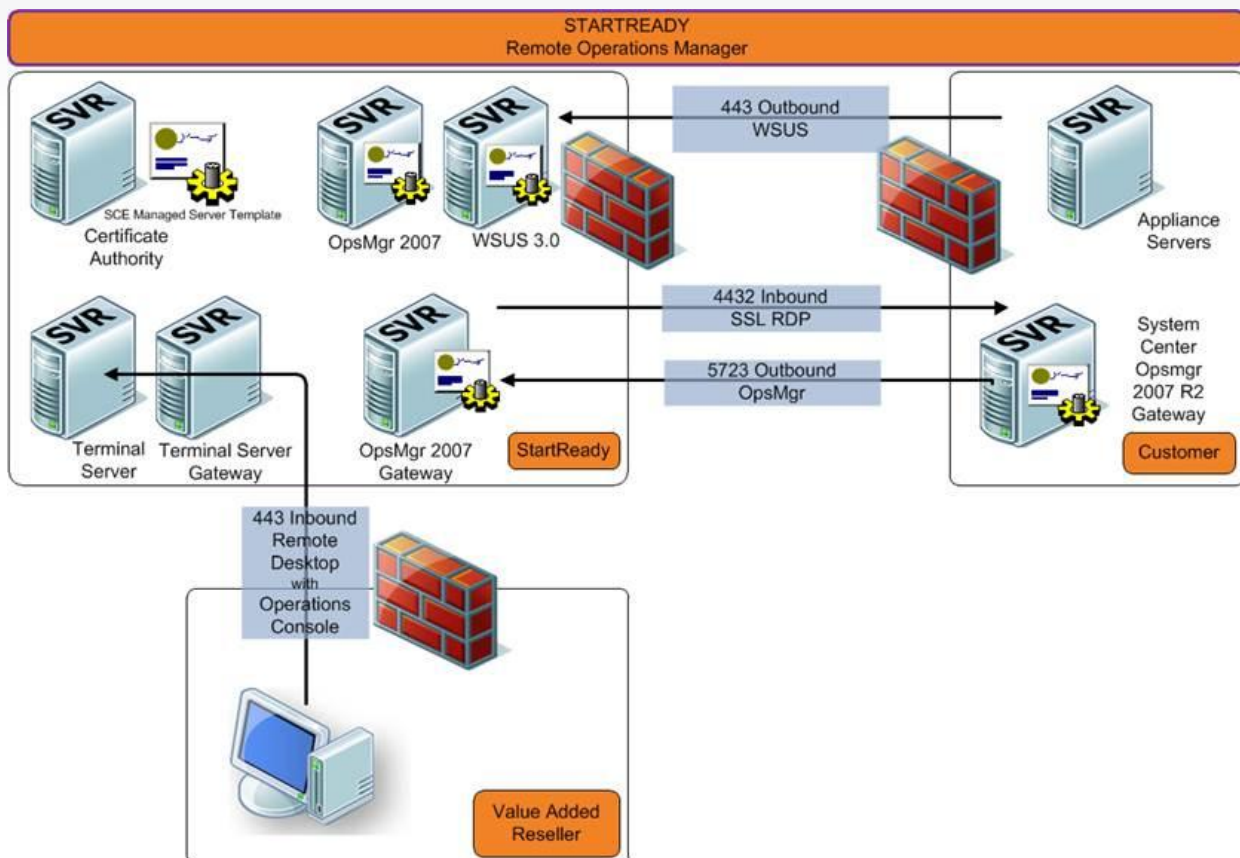 STARTREADY
Remote Operations Manager
SVR
SCE Managed Server Template
Certificate
Authority
SVR
OpsMgr 2007
SVR
WSUS 3.0
443 Outbound
WSUS
SVR
Appliance
Servers
SVR
Terminal
Server
SVR
Terminal Server
Gateway
SVR
OpsMgr 2007
Gateway
StartReady
4432 Inbound
SSL RDP
5723 Outbound
OpsMgr
SVR
System
Center
Opsmgr
2007 R2
Gateway
Customer
443 Inbound
Remote
Desktop
with
Operations
Console
Value Added
Reseller